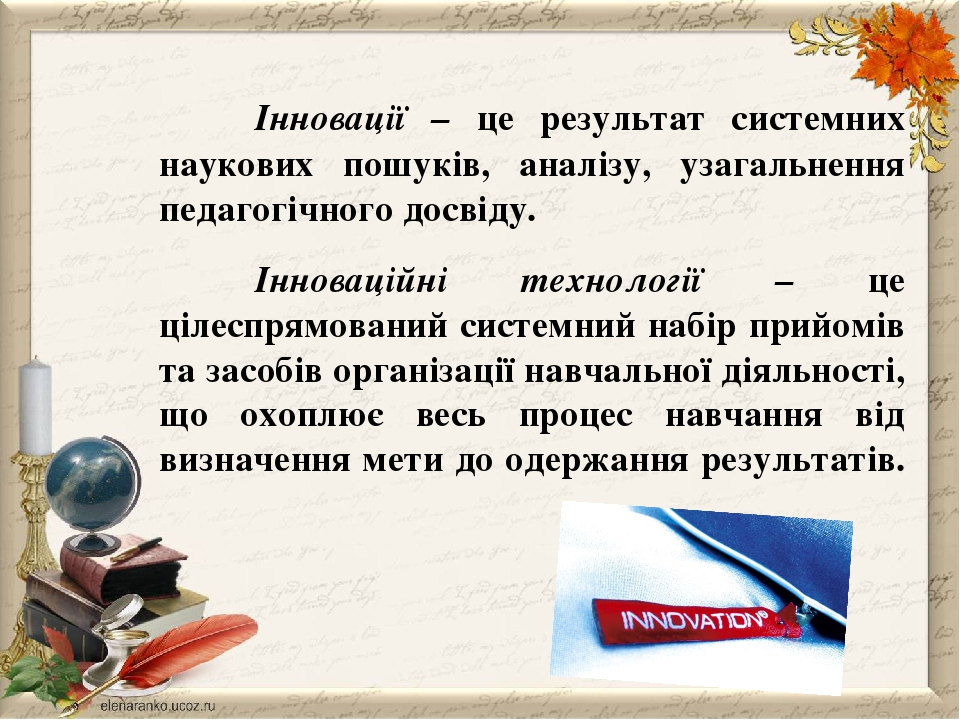 Інновації – це результат системних
наукових пошуків, аналізу, узагальнення
педагогічного досвіду.
Інноваційні технології – це
цілеспрямований системний набір прийомів
та засобів організації навчальної діяльності,
що охоплює весь процес навчання від
визначення мети до одержання результатів.
INNOVATION®
elenaranko.ucoz.ru